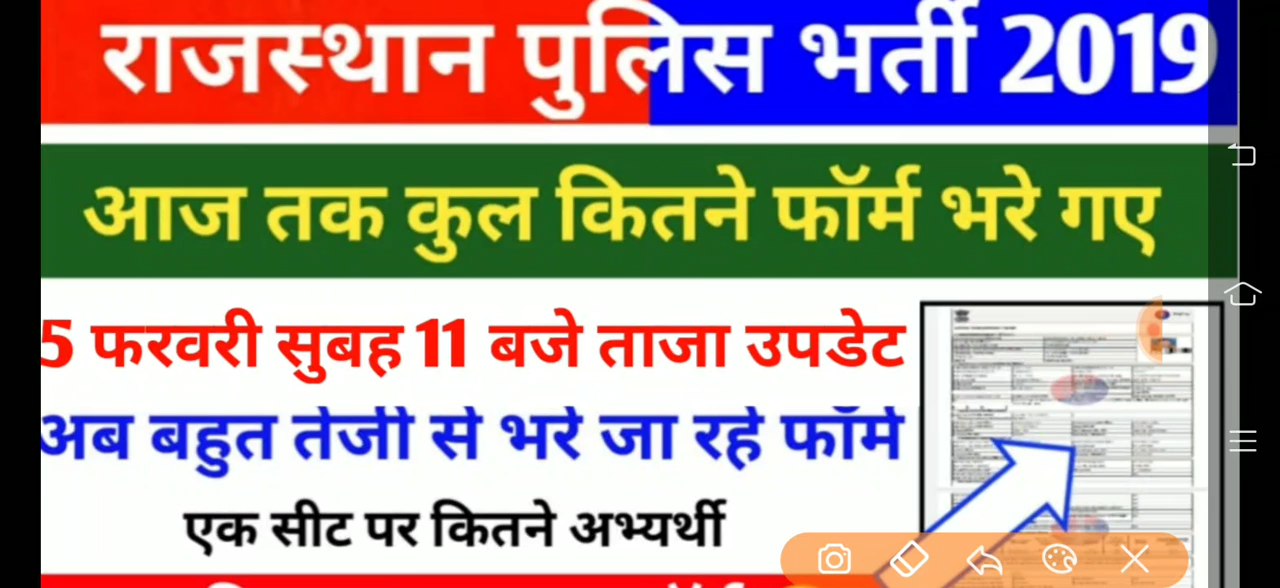 राजस्थान पुलिस भर्ती 2019
आज तक कुल कितने फॉर्म भरे गए
5 फरवरी सुबह 11 बजे ताजा उपडेट
अब बहुत तेजी से भरे जा रहे फॉर्म
एक सीट पर कितने अभ्यर्थी